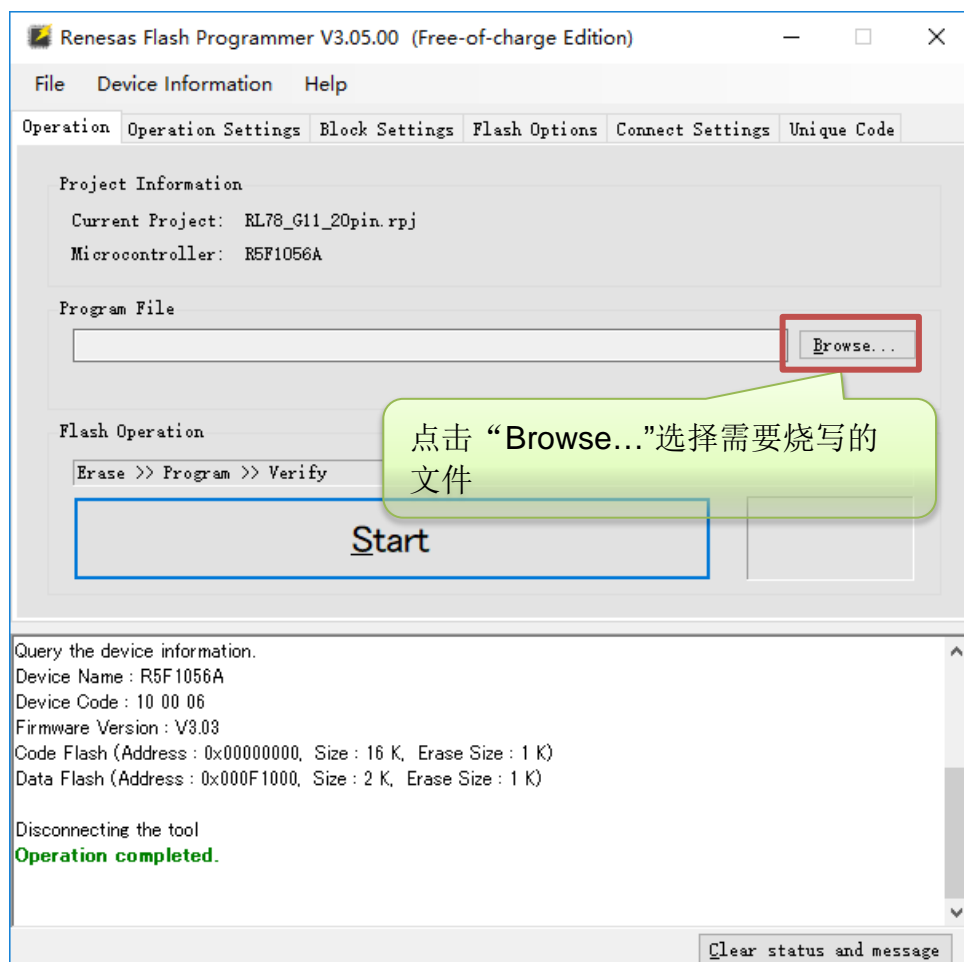 Renesas Flash Programmer V3.05.00 (Free-of-charge Edition)
File Device Information Help
Operation Operation Settings Block Settings Flash Options Connect Settings Unique Code
Project Information
Current Project: RL78_G11_20pin.rpj
Microcontroller: R5F1056A
Program File
Browse...
点击“Browse…”选择需要烧写的
文件
Flash Operation
Erase >> Program >> Verify
Start
Query the device information.
Device Name : R5F1056A
Device Code : 10 00 06
Firmware Version : V3.03
Code Flash (Address : 0x00000000, Size : 16 K, Erase Size : 1 K)
Data Flash (Address : 0x000F1000, Size : 2 K, Erase Size : 1 K)
Disconnecting the tool
Operation completed.
Clear status and message